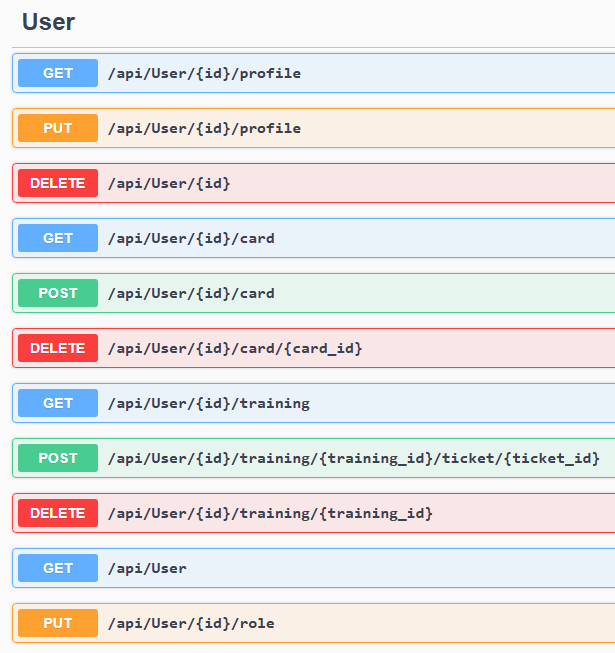 User
GET /api/User/{id}/profile
PUT /api/User/{id}/profile
DELETE /api/User/{id}
GET /api/User/{id}/card
POST /api/User/{id}/card
DELETE /api/User/{id}/card/{card_id}
GET /api/User/{id}/training
POST /api/User/{id}/training/{training_id}/ticket/{ticket_id}
DELETE /api/User/{id}/training/{training_id}
GET /api/User
PUT /api/User/{id}/role